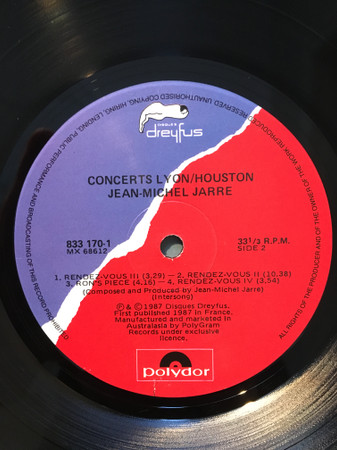 ALL RIGHTS OF THE PRODUCER AND OF THE OWNER OF THE WORK REPRODUCED RESERVED. UNAUTHORISED COPYING, HIRING, LENDING, PUBLIC PERFORMANCE AND BROADCASTING OF THIS RECORD PROHIBITED
dreyfus
CONCERTS LYON/HOUSTON
JEAN-MICHEL JARRE
833 170-1
MX 68612
33 1/3 R.P.M.
SIDE 2
1. RENDEZ-VOUS III (3,29) — 2. RENDEZ-VOUS II (10.38)
3. RON'S PIECE (4,16) — 4. RENDEZ-VOUS IV (3,54)
(Composed and Produced by Jean-Michel Jarre)
(Intersong)
℗ & © 1987 Disques Dreyfus.
First published 1987 in France.
Manufactured and marketed in
Australasia by PolyGram
Records under exclusive
licence.
polydor